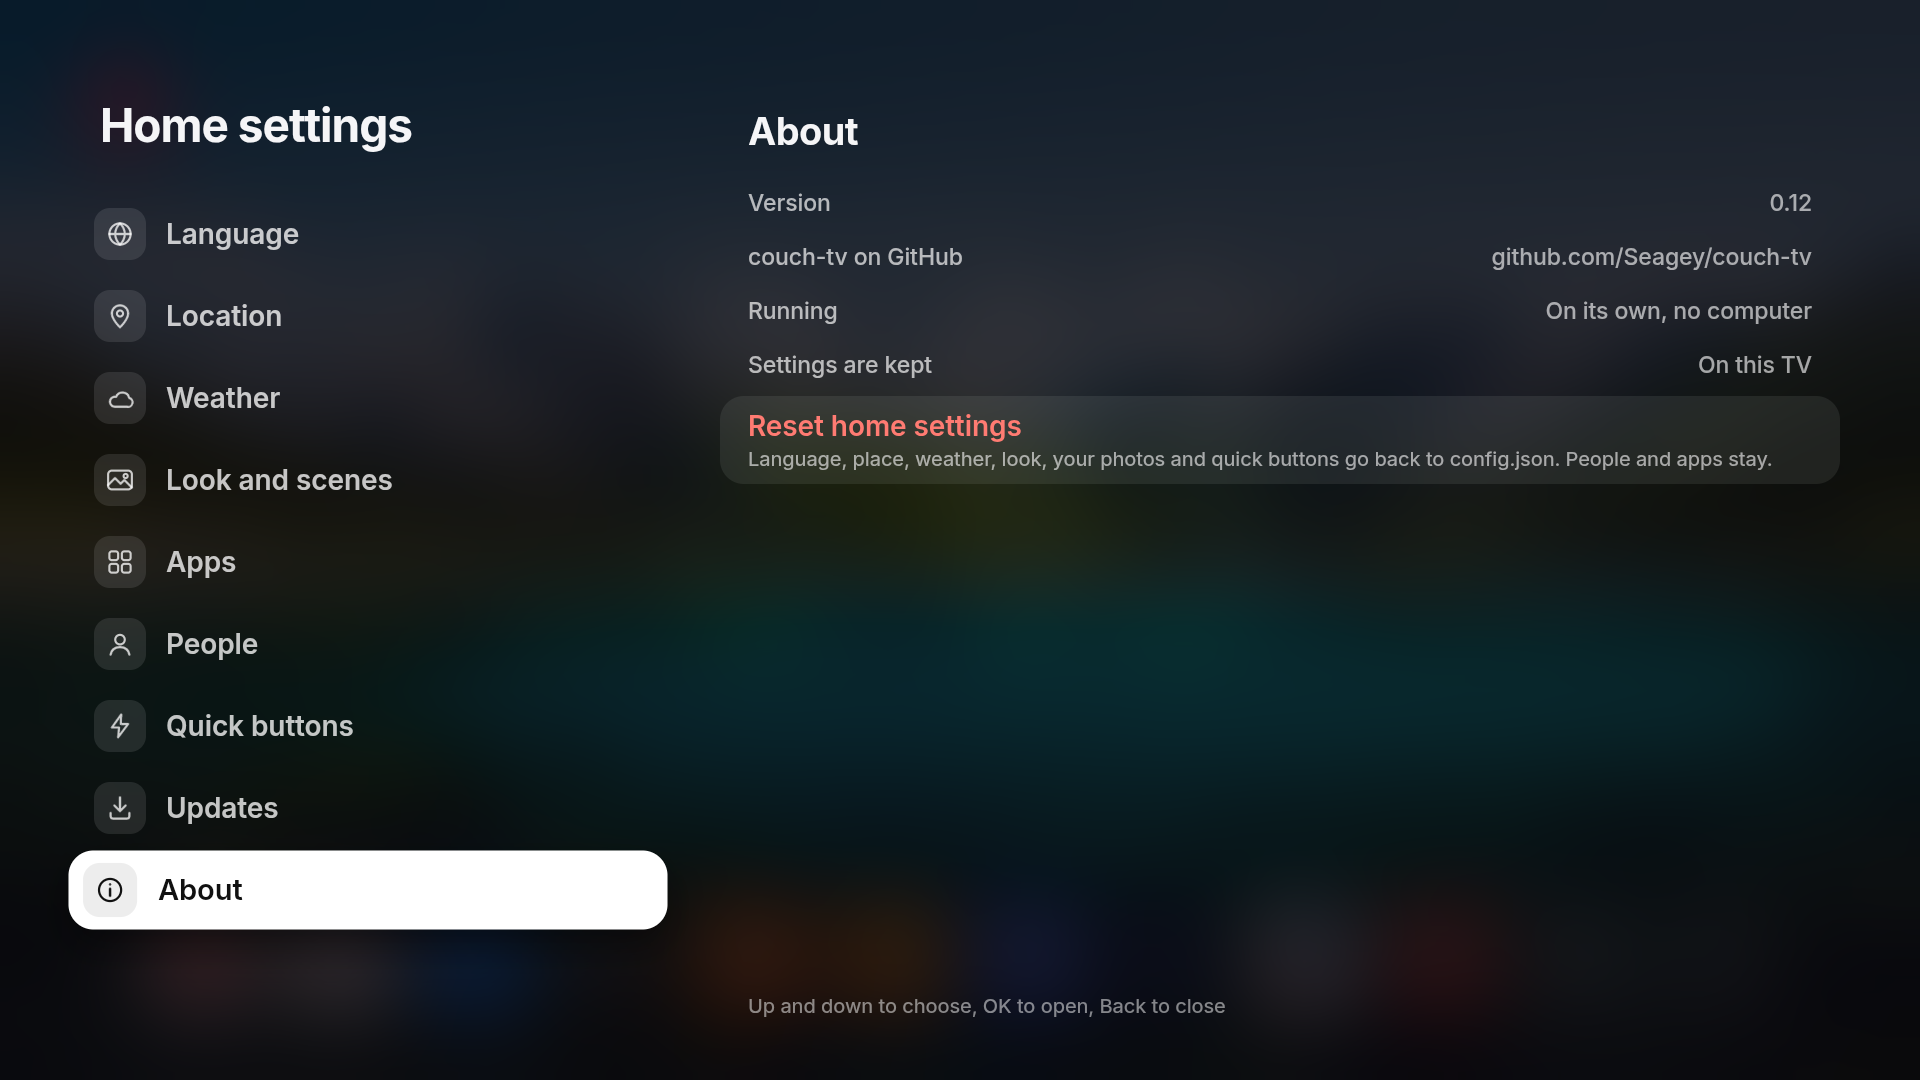 Home settings
Language
Location
Weather
Look and scenes
Apps
People
Quick buttons
Updates
About
About
Version 0.12
couch-tv on GitHub github.com/Seagey/couch-tv
Running On its own, no computer
Settings are kept On this TV
Reset home settings
Language, place, weather, look, your photos and quick buttons go back to config.json. People and apps stay.
Up and down to choose, OK to open, Back to close